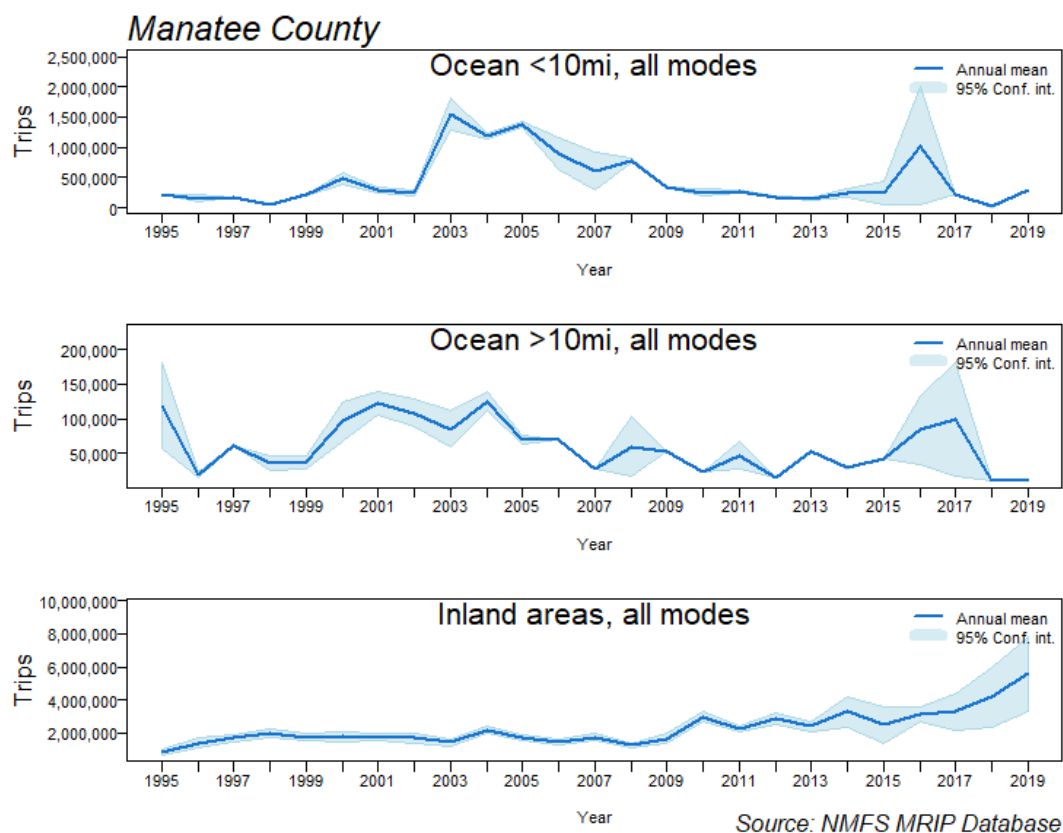 Manatee County
Ocean <10mi, all modes
Annual mean
95% Conf. int.
Trips
2,500,000
2,000,000
1,500,000
1,000,000
500,000
0
1995 1997 1999 2001 2003 2005 2007 2009 2011 2013 2015 2017 2019
Year
Ocean >10mi, all modes
Annual mean
95% Conf. int.
Trips
200,000
150,000
100,000
50,000
1995 1997 1999 2001 2003 2005 2007 2009 2011 2013 2015 2017 2019
Year
Inland areas, all modes
Annual mean
95% Conf. int.
Trips
10,000,000
8,000,000
6,000,000
4,000,000
2,000,000
1995 1997 1999 2001 2003 2005 2007 2009 2011 2013 2015 2017 2019
Year
Source: NMFS MRIP Database